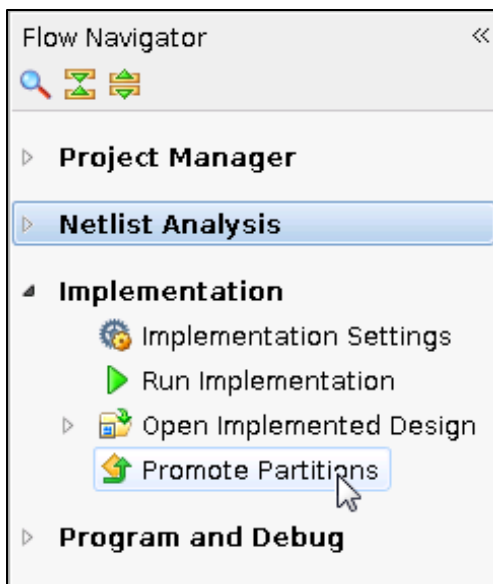 Flow Navigator
Project Manager
Netlist Analysis
Implementation
Implementation Settings
Run Implementation
Open Implemented Design
Promote Partitions
Program and Debug